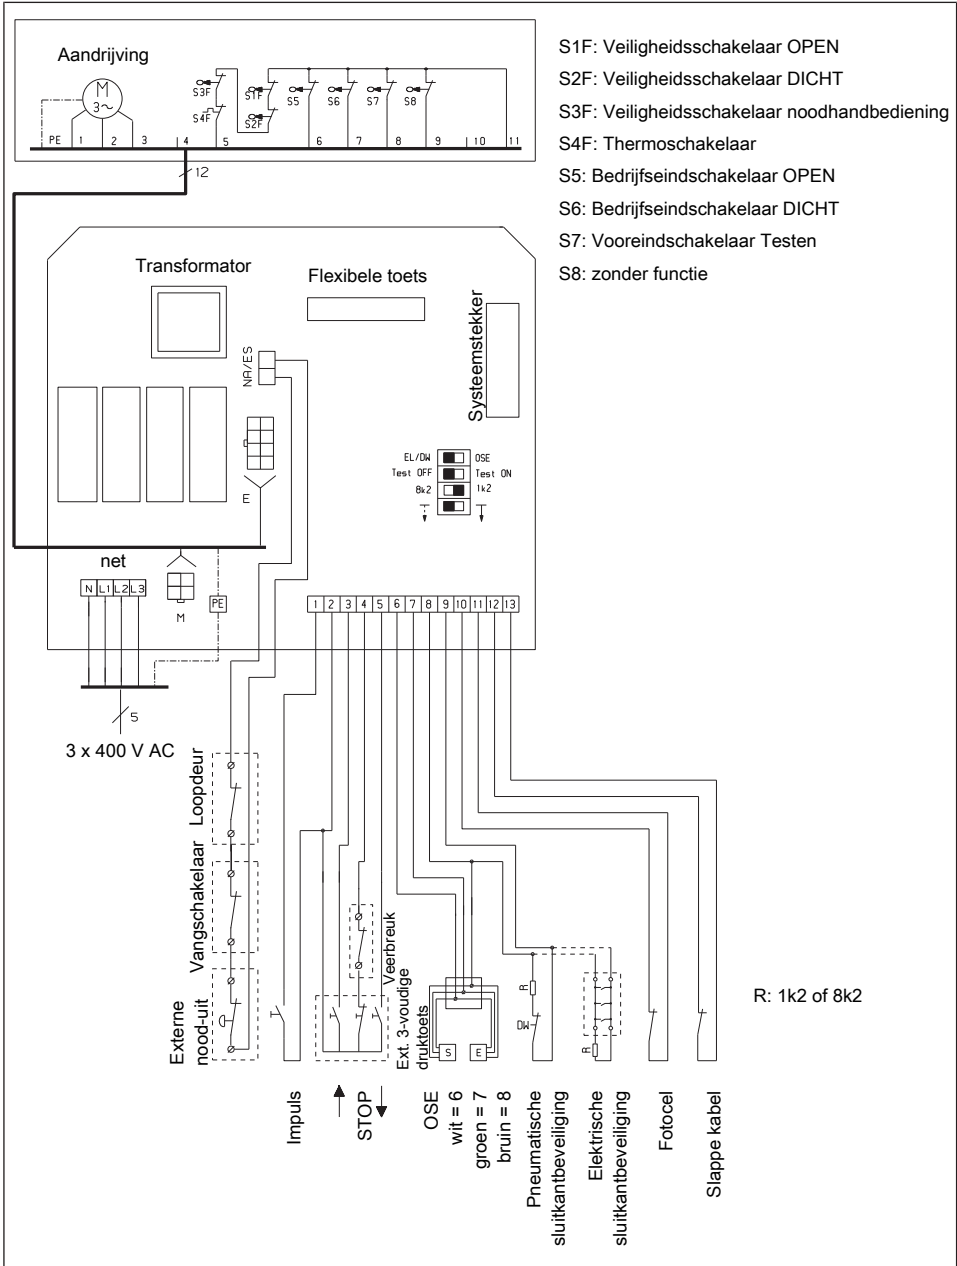 Aandrijving
M
3~
S3F
S4F
S1F
S2F
S5
S6
S7
S8
PE 1 2 3 4 5 6 7 8 9 10 11
12
S1F: Veiligheidsschakelaar OPEN
S2F: Veiligheidsschakelaar DICHT
S3F: Veiligheidsschakelaar noodhandbediening
S4F: Thermoschakelaar
S5: Bedrijfseindschakelaar OPEN
S6: Bedrijfseindschakelaar DICHT
S7: Vooreindschakelaar Testen
S8: zonder functie
Transformator
Flexibele toets
Systeemstekker
NA/ES
E
EL/DW OSE
Test OFF Test ON
8k2 1k2
net
N L1 L2 L3
M
PE
1 2 3 4 5 6 7 8 9 10 11 12 13
5
3 x 400 V AC
Loopdeur
Vangschakelaar
Externe
nood-uit
Impuls
STOP
Veerbreuk
Ext. 3-voudige
druktoets
S E
OSE
wit = 6
groen = 7
bruin = 8
R
DW
Pneumatische
sluitkantbeveiliging
R
Elektrische
sluitkantbeveiliging
Fotocel
Slappe kabel
R: 1k2 of 8k2